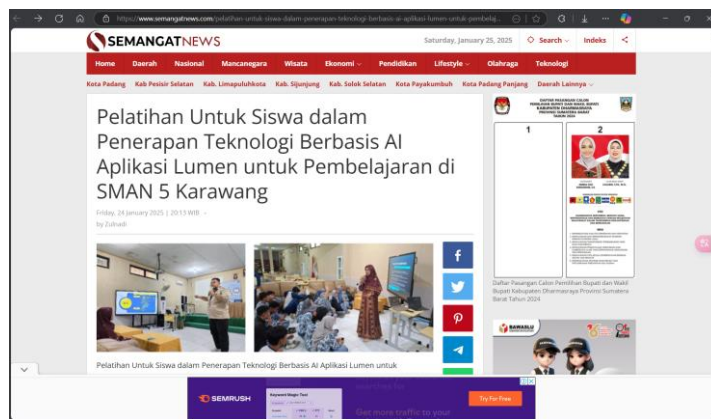 https://www.semangatnews.com/pelatihan-untuk-siswa-dalam-penerapan-teknologi-berbasis-ai-aplikasi-lumen-untuk-pembelaj...
SEMANGATNEWS
Saturday, January 25, 2025
Search
Indeks
Home Daerah Nasional Mancanegara Wisata Ekonomi Pendidikan Lifestyle Olahraga Teknologi
Kota Padang Kab Pesisir Selatan Kab. Limapuluhkota Kab. Sijunjung Kab. Solok Selatan Kota Payakumbuh Kota Padang Panjang Daerah Lainnya
Pelatihan Untuk Siswa dalam
Penerapan Teknologi Berbasis AI
Aplikasi Lumen untuk Pembelajaran di
SMAN 5 Karawang
Friday, 24 January 2025 | 20:13 WIB
by Zulnadi
Pelatihan Untuk Siswa dalam Penerapan Teknologi Berbasis AI Aplikasi Lumen untuk
1
2
Daftar Pasangan Calon Pemilihan Bupati dan Wakil
Bupati Kabupaten Dharmasraya Provinsi Sumatera
Barat Tahun 2024
BAWASLU
SEMRUSH
Keyword Magic Tool
Get more traffic to your
Try For Free